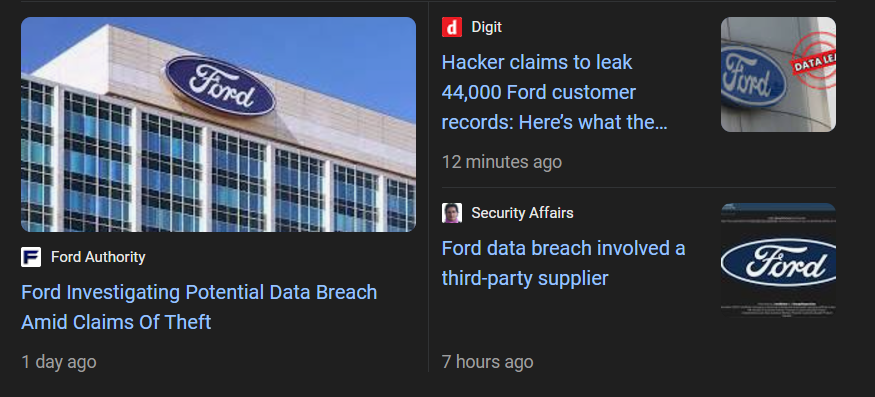 Ford
Ford Authority
Ford Investigating Potential Data Breach
Amid Claims Of Theft
1 day ago
d Digit
Hacker claims to leak
44,000 Ford customer
records: Here’s what the…
12 minutes ago
Ford
DATA LEA
Security Affairs
Ford data breach involved a
third-party supplier
7 hours ago
Ford